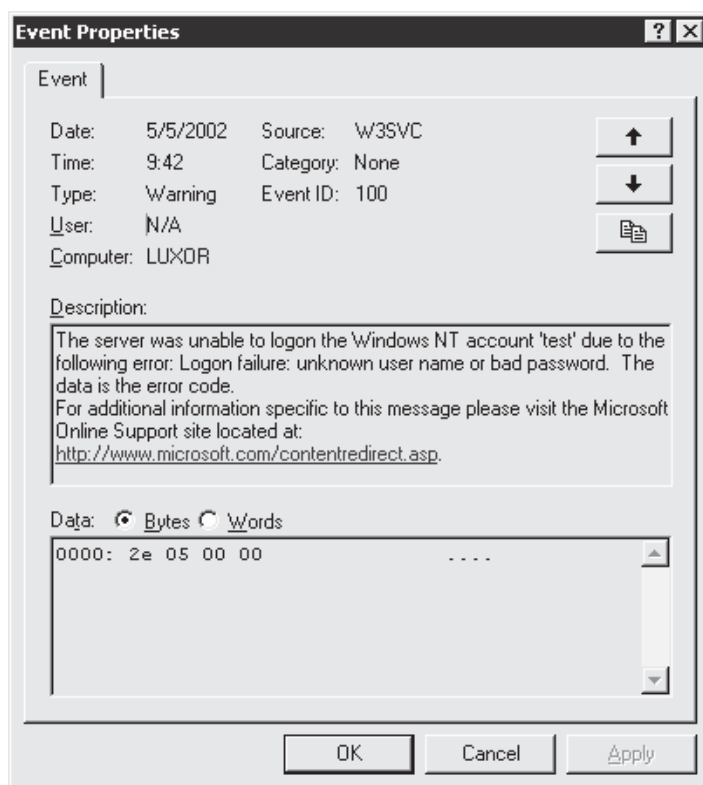 Event Properties
Event
Date: 5/5/2002 Source: W3SVC
Time: 9:42 Category: None
Type: Warning Event ID: 100
User: N/A
Computer: LUXOR
Description:
The server was unable to logon the Windows NT account 'test' due to the
following error: Logon failure: unknown user name or bad password. The
data is the error code.
For additional information specific to this message please visit the Microsoft
Online Support site located at:
http://www.microsoft.com/contentredirect.asp.
Data: Bytes Words
0000: 2e 05 00 00 ....
OK Cancel Apply